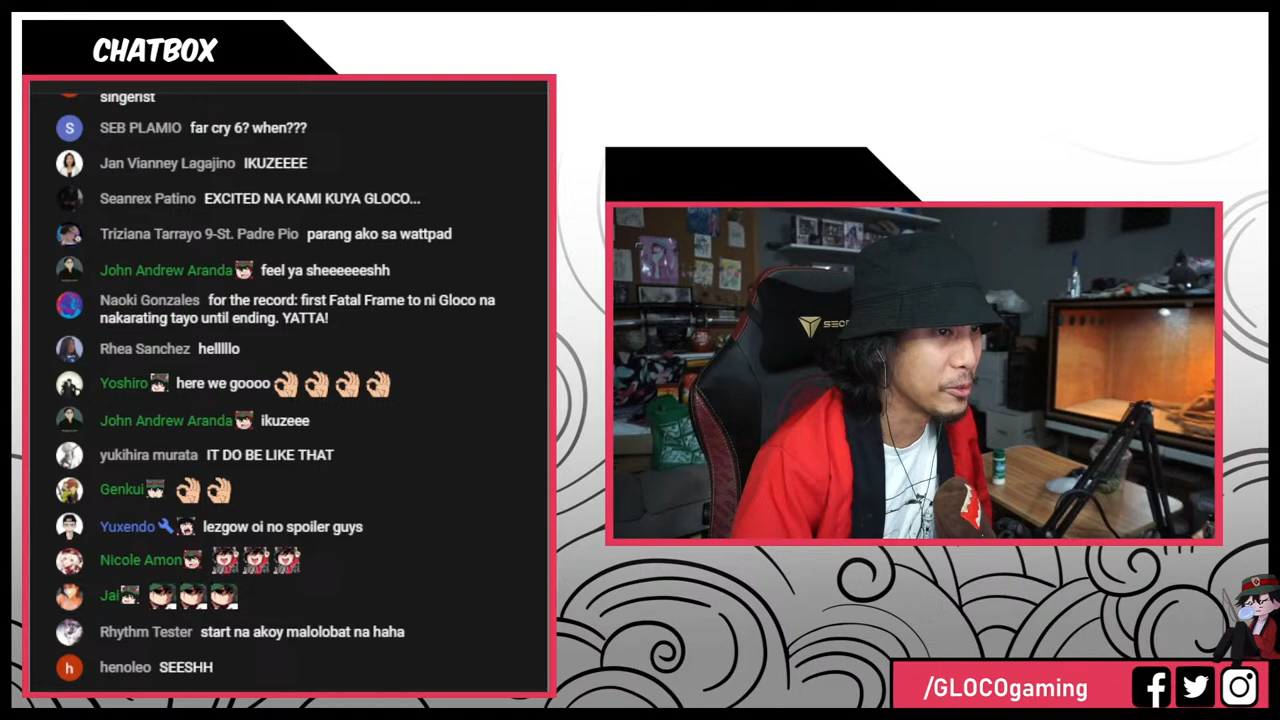 CHATBOX
singerist
SEB PLAMIO far cry 6? when???
Jan Vianney Lagajino IKUZEEEE
Seanrex Patino EXCITED NA KAMI KUYA GLOCO...
Triziana Tarrayo 9-St. Padre Pio parang ako sa wattpad
John Andrew Aranda feel ya sheeeeeeshh
Naoki Gonzales for the record: first Fatal Frame to ni Gloco na
nakarating tayo until ending. YATTA!
Rhea Sanchez helllllo
Yoshiro here we goooo
John Andrew Aranda ikuzeee
yukihira murata IT DO BE LIKE THAT
Genkui
Yuxendo lezgow oi no spoiler guys
Nicole Amon
Jai
Rhythm Tester start na akoy malolobat na haha
henoleo SEESHH
S
h
/GLOCOgaming